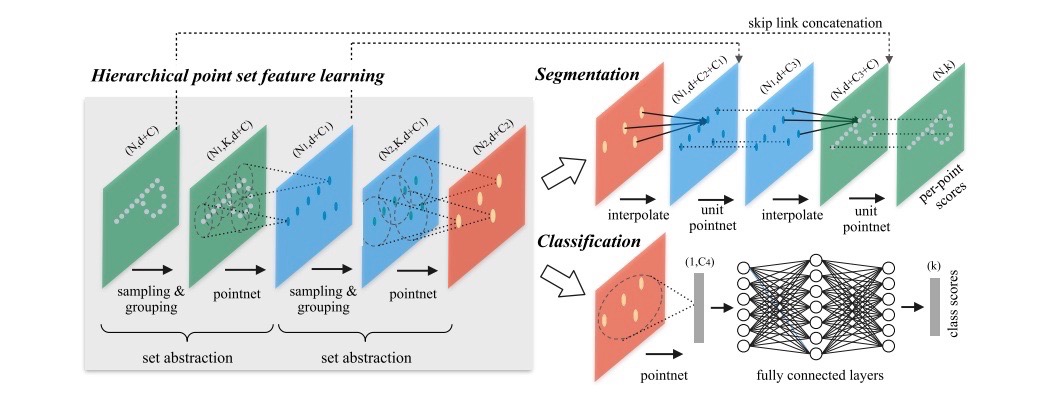 skip link concatenation
Hierarchical point set feature learning
(N,d+C)
(N1,K,d+C)
(N1,d+C1)
(N2,K,d+C1)
(N2,d+C2)
sampling &
grouping
pointnet
sampling &
grouping
pointnet
set abstraction
set abstraction
Segmentation
(N1,d+C2+C1)
(N1,d+C3)
(N,d+C3+C)
(N,k)
interpolate
unit
pointnet
interpolate
unit
pointnet
per-point
scores
Classification
(1,C4)
(k)
class scores
pointnet
fully connected layers